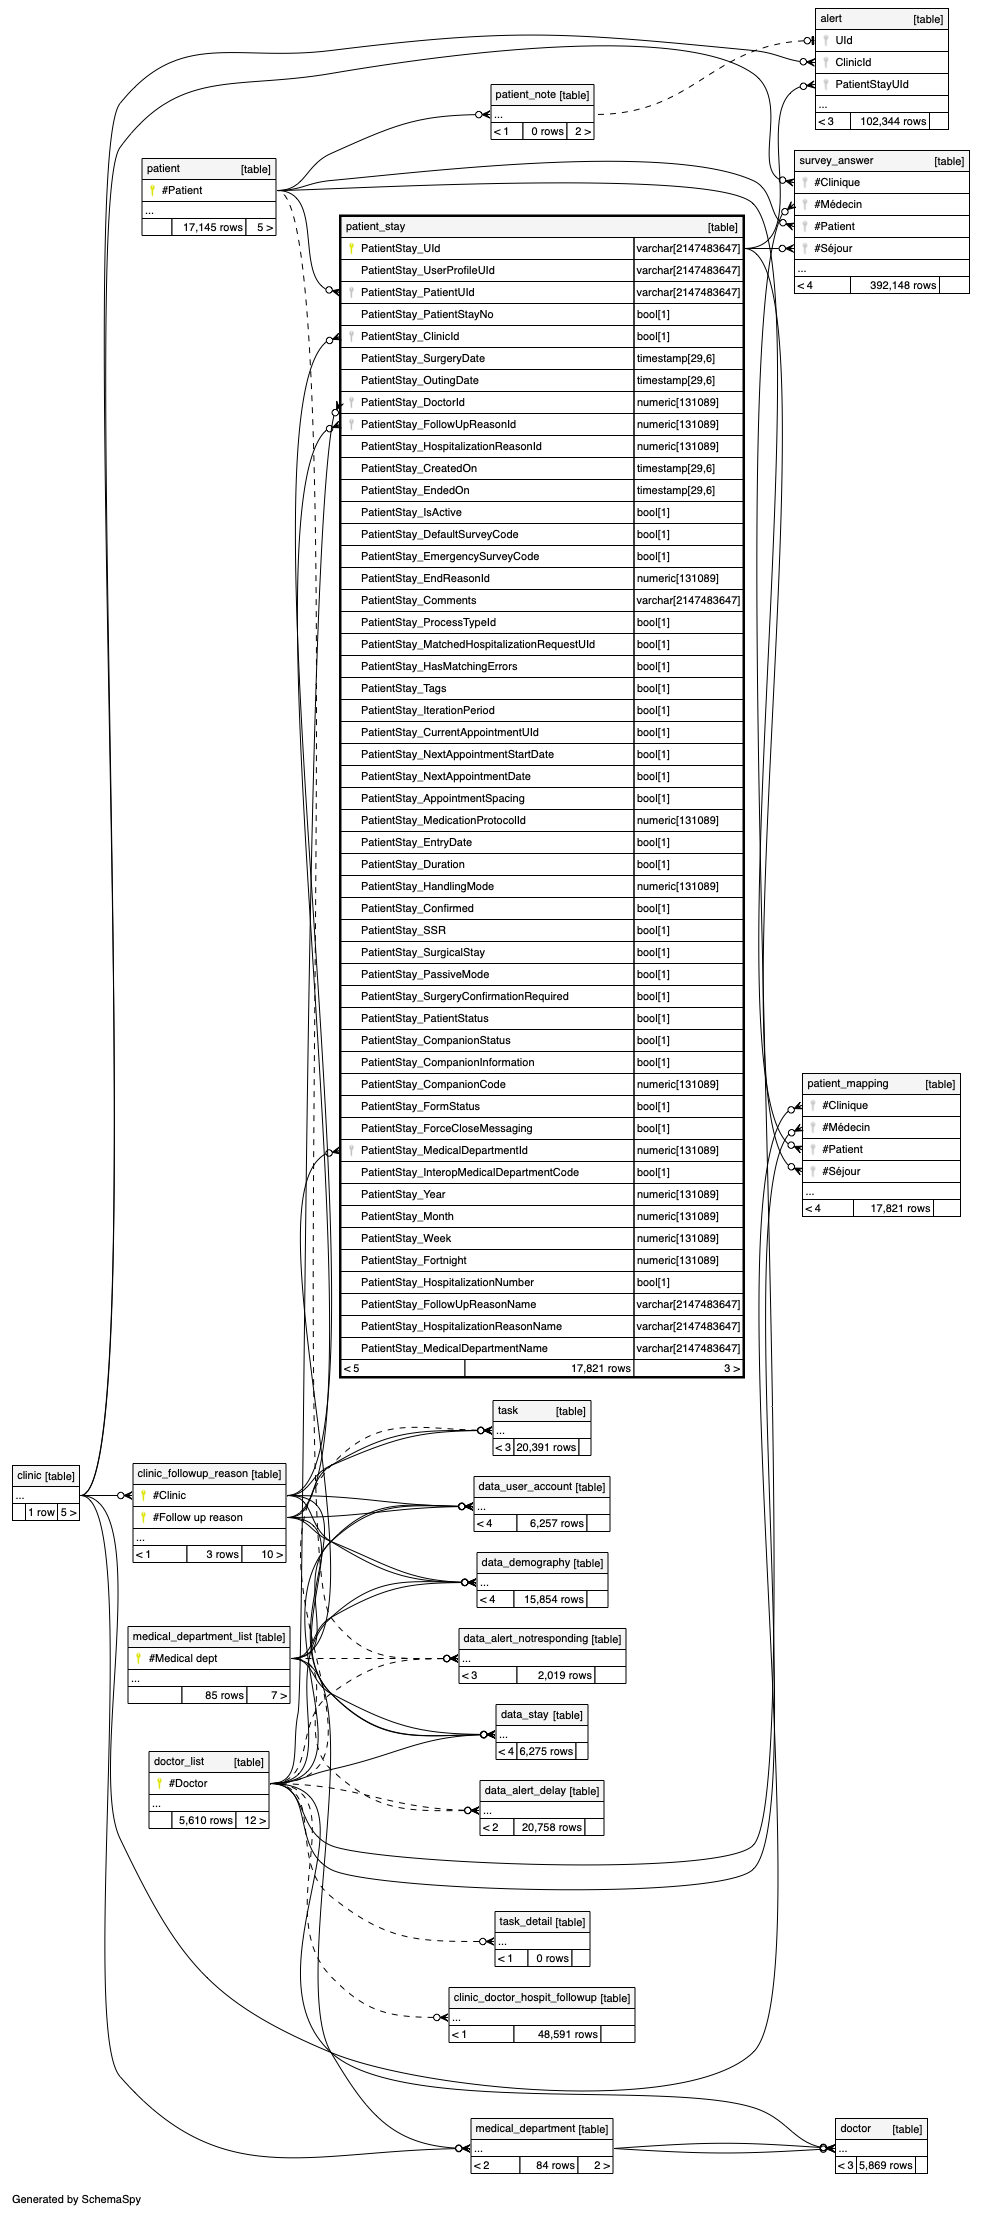 alert [table]
UId
ClinicId
PatientStayUId
...
< 3 102,344 rows
patient_note [table]
...
< 1 0 rows 2 >
survey_answer [table]
#Clinique
#Médecin
#Patient
#Séjour
...
< 4 392,148 rows
patient [table]
#Patient
...
17,145 rows 5 >
patient_stay [table]
PatientStay_UId varchar[2147483647]
PatientStay_UserProfileUId varchar[2147483647]
PatientStay_PatientUId varchar[2147483647]
PatientStay_PatientStayNo bool[1]
PatientStay_ClinicId bool[1]
PatientStay_SurgeryDate timestamp[29,6]
PatientStay_OutingDate timestamp[29,6]
PatientStay_DoctorId numeric[131089]
PatientStay_FollowUpReasonId numeric[131089]
PatientStay_HospitalizationReasonId numeric[131089]
PatientStay_CreatedOn timestamp[29,6]
PatientStay_EndedOn timestamp[29,6]
PatientStay_IsActive bool[1]
PatientStay_DefaultSurveyCode bool[1]
PatientStay_EmergencySurveyCode bool[1]
PatientStay_EndReasonId numeric[131089]
PatientStay_Comments varchar[2147483647]
PatientStay_ProcessTypeId bool[1]
PatientStay_MatchedHospitalizationRequestUId bool[1]
PatientStay_HasMatchingErrors bool[1]
PatientStay_Tags bool[1]
PatientStay_IterationPeriod bool[1]
PatientStay_CurrentAppointmentUId bool[1]
PatientStay_NextAppointmentStartDate bool[1]
PatientStay_NextAppointmentDate bool[1]
PatientStay_AppointmentSpacing bool[1]
PatientStay_MedicationProtocolId numeric[131089]
PatientStay_EntryDate bool[1]
PatientStay_Duration bool[1]
PatientStay_HandlingMode numeric[131089]
PatientStay_Confirmed bool[1]
PatientStay_SSR bool[1]
PatientStay_SurgicalStay bool[1]
PatientStay_PassiveMode bool[1]
PatientStay_SurgeryConfirmationRequired bool[1]
PatientStay_PatientStatus bool[1]
PatientStay_CompanionStatus bool[1]
PatientStay_CompanionInformation bool[1]
PatientStay_CompanionCode numeric[131089]
PatientStay_FormStatus bool[1]
PatientStay_ForceCloseMessaging bool[1]
PatientStay_MedicalDepartmentId numeric[131089]
PatientStay_InteropMedicalDepartmentCode bool[1]
PatientStay_Year numeric[131089]
PatientStay_Month numeric[131089]
PatientStay_Week numeric[131089]
PatientStay_Fortnight numeric[131089]
PatientStay_HospitalizationNumber bool[1]
PatientStay_FollowUpReasonName varchar[2147483647]
PatientStay_HospitalizationReasonName varchar[2147483647]
PatientStay_MedicalDepartmentName varchar[2147483647]
< 5 17,821 rows 3 >
patient_mapping [table]
#Clinique
#Médecin
#Patient
#Séjour
...
< 4 17,821 rows
task [table]
...
< 3 20,391 rows
clinic [table]
...
1 row 5 >
clinic_followup_reason [table]
#Clinic
#Follow up reason
...
< 1 3 rows 10 >
data_user_account [table]
...
< 4 6,257 rows
data_demography [table]
...
< 4 15,854 rows
medical_department_list [table]
#Medical dept
...
85 rows 7 >
data_alert_notresponding [table]
...
< 3 2,019 rows
data_stay [table]
...
< 4 6,275 rows
doctor_list [table]
#Doctor
...
5,610 rows 12 >
data_alert_delay [table]
...
< 2 20,758 rows
task_detail [table]
...
< 1 0 rows
clinic_doctor_hospit_followup [table]
...
< 1 48,591 rows
medical_department [table]
...
< 2 84 rows 2 >
doctor [table]
...
< 3 5,869 rows
Generated by SchemaSpy